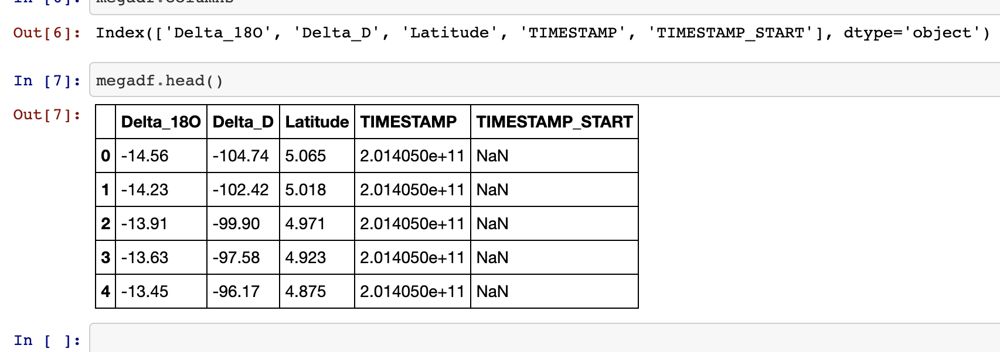 In [6]: megadf.columns
Out[6]: Index(['Delta_18O', 'Delta_D', 'Latitude', 'TIMESTAMP', 'TIMESTAMP_START'], dtype='object')
In [7]: megadf.head()
Out[7]:
Delta_18O Delta_D Latitude TIMESTAMP TIMESTAMP_START
0 -14.56 -104.74 5.065 2.014050e+11 NaN
1 -14.23 -102.42 5.018 2.014050e+11 NaN
2 -13.91 -99.90 4.971 2.014050e+11 NaN
3 -13.63 -97.58 4.923 2.014050e+11 NaN
4 -13.45 -96.17 4.875 2.014050e+11 NaN
In [ ]: